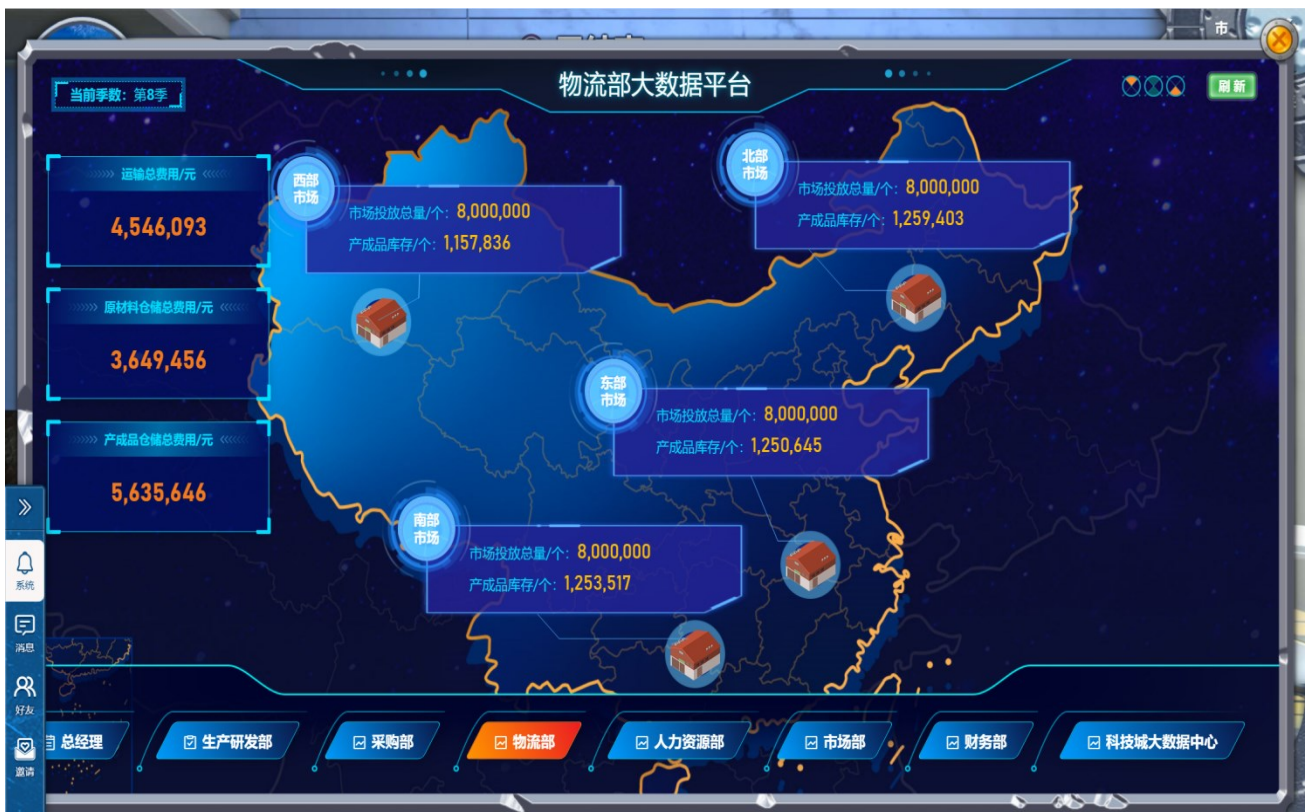 市
物流部大数据平台
当前季数：第8季
刷新
运输总费用/元
4,546,093
原材料仓储总费用/元
3,649,456
产成品仓储总费用/元
5,635,646
西部
市场
市场投放总量/个：8,000,000
产成品库存/个：1,157,836
北部
市场
市场投放总量/个：8,000,000
产成品库存/个：1,259,403
东部
市场
市场投放总量/个：8,000,000
产成品库存/个：1,250,645
南部
市场
市场投放总量/个：8,000,000
产成品库存/个：1,253,517
系统
消息
好友
邀请
总经理
生产研发部
采购部
物流部
人力资源部
市场部
财务部
科技城大数据中心